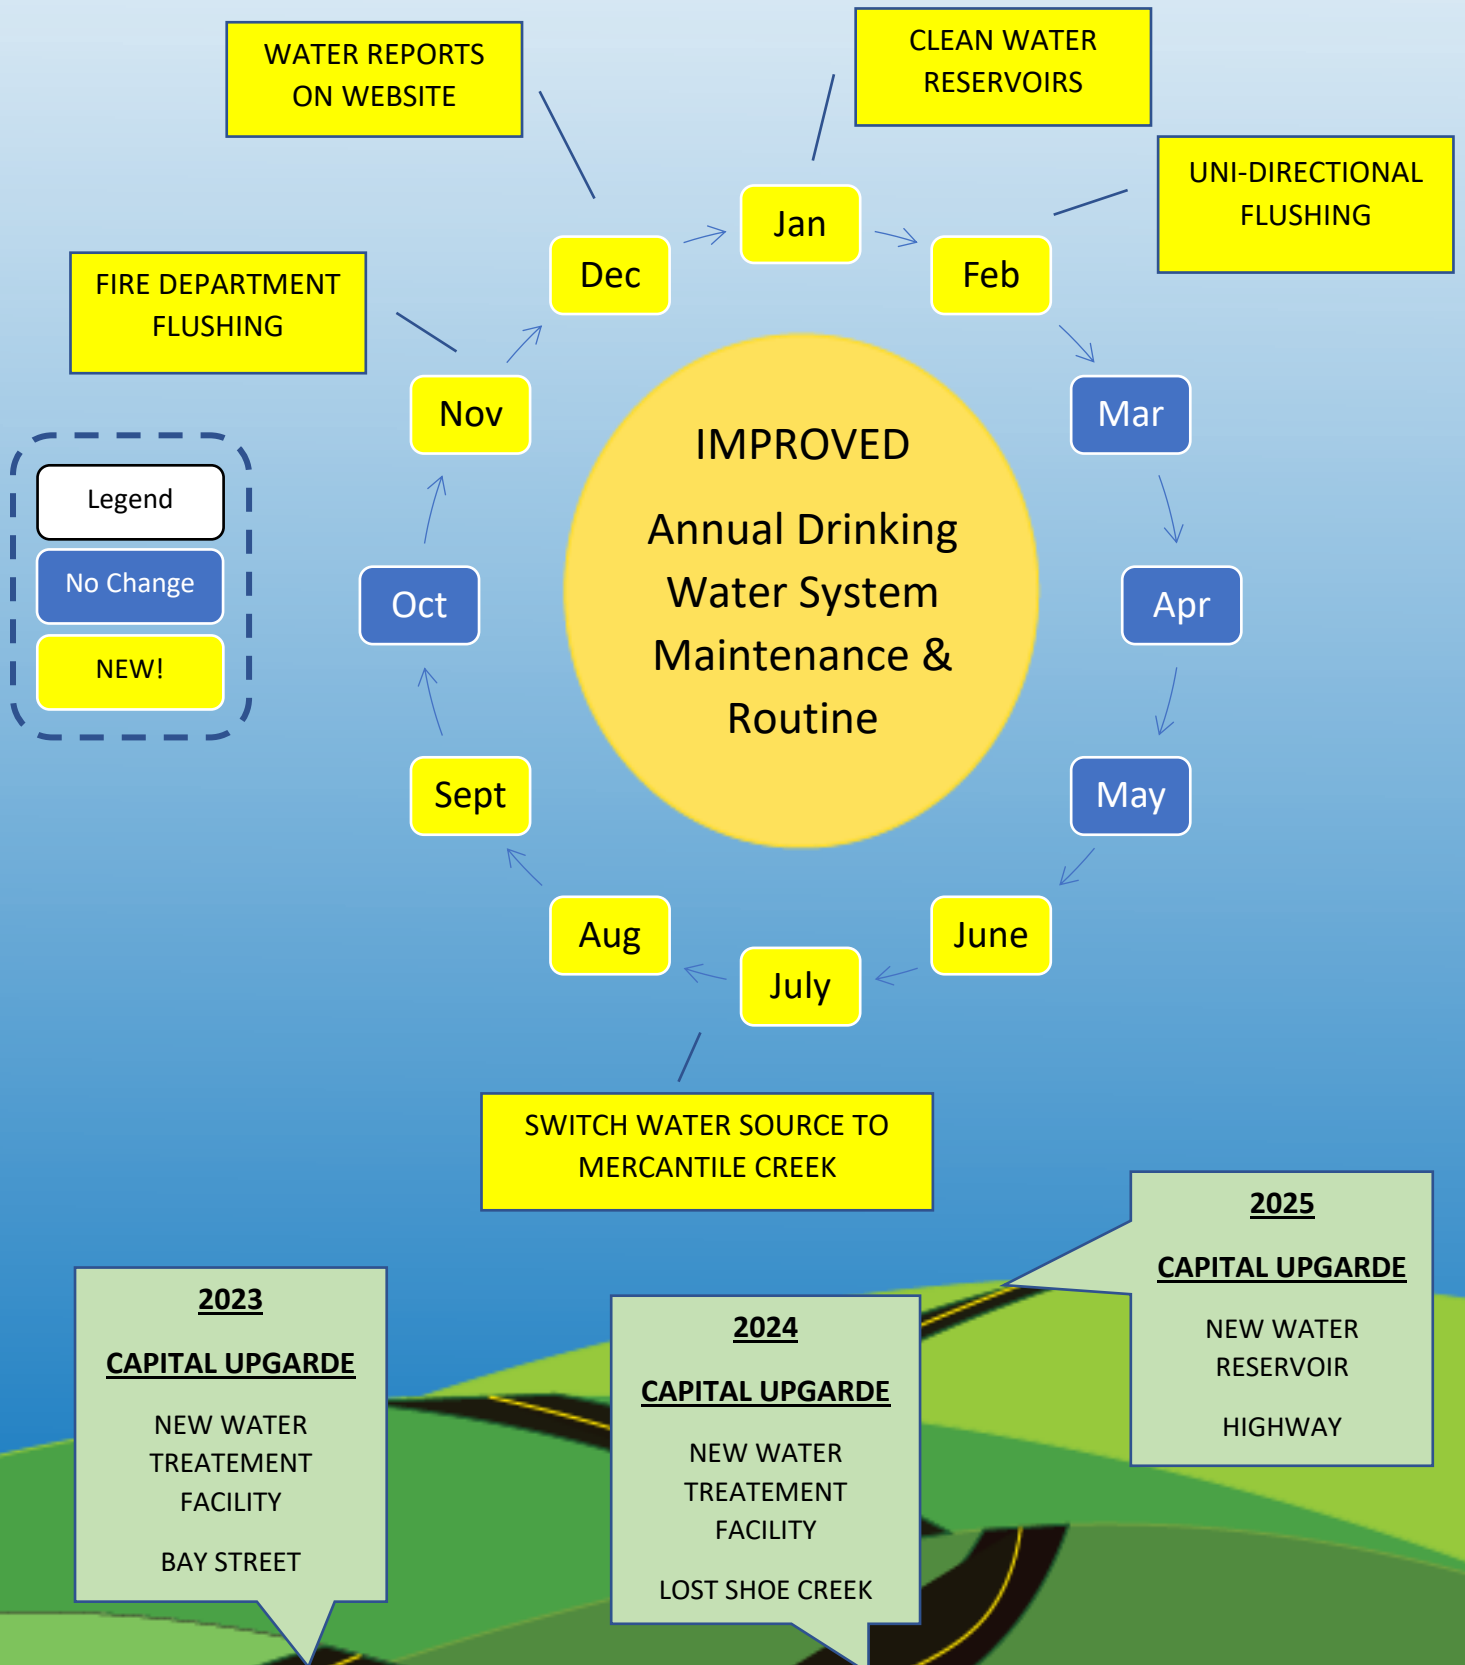 WATER REPORTS
ON WEBSITE
CLEAN WATER
RESERVOIRS
UNI-DIRECTIONAL
FLUSHING
FIRE DEPARTMENT
FLUSHING
Jan
Feb
Mar
Apr
May
June
July
Aug
Sept
Oct
Nov
Dec
IMPROVED
Annual Drinking
Water System
Maintenance &
Routine
Legend
No Change
NEW!
SWITCH WATER SOURCE TO
MERCANTILE CREEK
2023
CAPITAL UPGARDE
NEW WATER
TREATEMENT
FACILITY
BAY STREET
2024
CAPITAL UPGARDE
NEW WATER
TREATEMENT
FACILITY
LOST SHOE CREEK
2025
CAPITAL UPGARDE
NEW WATER
RESERVOIR
HIGHWAY